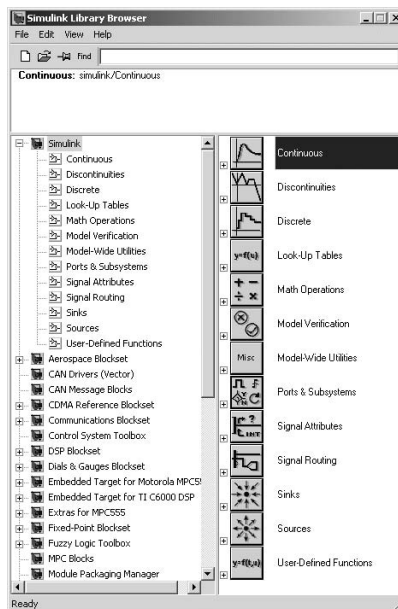 Simulink Library Browser
File Edit View Help
Find
Continuous: simulink/Continuous
Simulink
Continuous
Discontinuities
Discrete
Look-Up Tables
Math Operations
Model Verification
Model-Wide Utilities
Ports & Subsystems
Signal Attributes
Signal Routing
Sinks
Sources
User-Defined Functions
Aerospace Blockset
CAN Drivers (Vector)
CAN Message Blocks
CDMA Reference Blockset
Communications Blockset
Control System Toolbox
DSP Blockset
Dials & Gauges Blockset
Embedded Target for Motorola MPC5
Embedded Target for TI C6000 DSP
Extras for MPC555
Fixed-Point Blockset
Fuzzy Logic Toolbox
MPC Blocks
Module Packaging Manager
Continuous
Discontinuities
Discrete
y=f(u) Look-Up Tables
+ − ÷ × Math Operations
Model Verification
Misc Model-Wide Utilities
Ports & Subsystems
Signal Attributes
Signal Routing
Sinks
Sources
y=f(t,u) User-Defined Functions
Ready